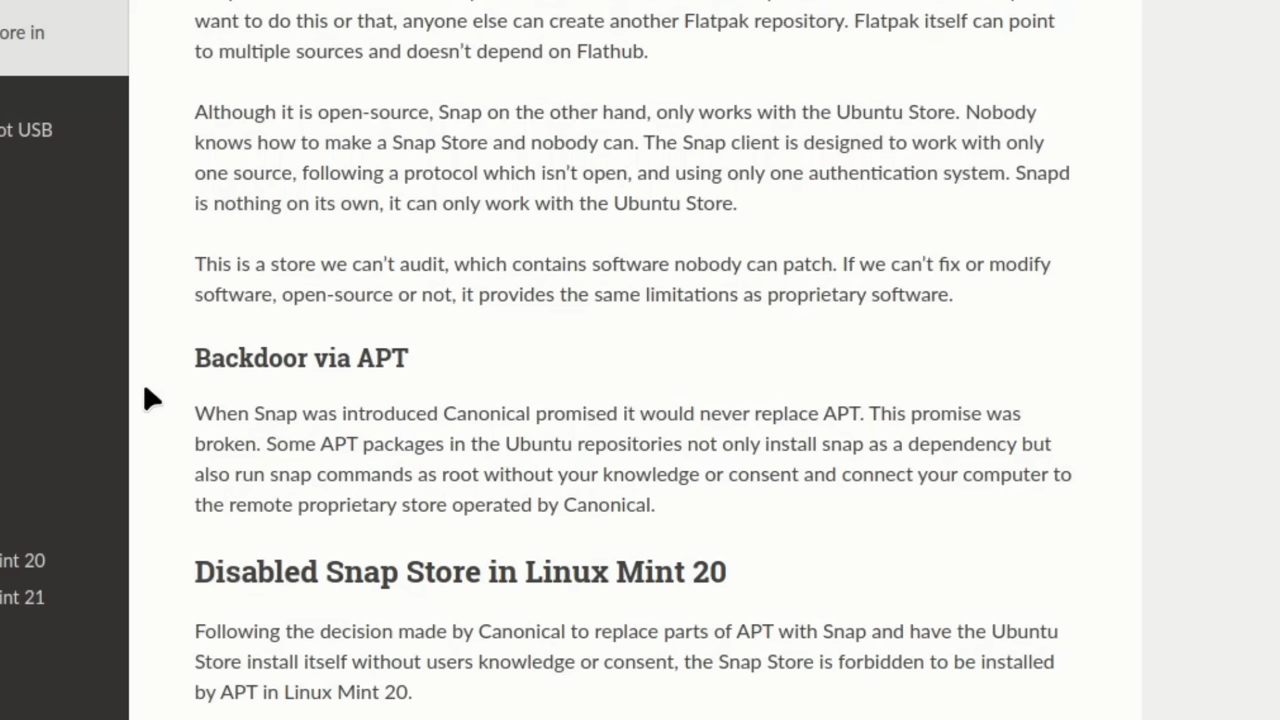 want to do this or that, anyone else can create another Flatpak repository. Flatpak itself can point
to multiple sources and doesn't depend on Flathub.
Although it is open-source, Snap on the other hand, only works with the Ubuntu Store. Nobody
knows how to make a Snap Store and nobody can. The Snap client is designed to work with only
one source, following a protocol which isn't open, and using only one authentication system. Snapd
is nothing on its own, it can only work with the Ubuntu Store.
This is a store we can't audit, which contains software nobody can patch. If we can't fix or modify
software, open-source or not, it provides the same limitations as proprietary software.
Backdoor via APT
When Snap was introduced Canonical promised it would never replace APT. This promise was
broken. Some APT packages in the Ubuntu repositories not only install snap as a dependency but
also run snap commands as root without your knowledge or consent and connect your computer to
the remote proprietary store operated by Canonical.
Disabled Snap Store in Linux Mint 20
Following the decision made by Canonical to replace parts of APT with Snap and have the Ubuntu
Store install itself without users knowledge or consent, the Snap Store is forbidden to be installed
by APT in Linux Mint 20.
ore in
ot USB
int 20
int 21